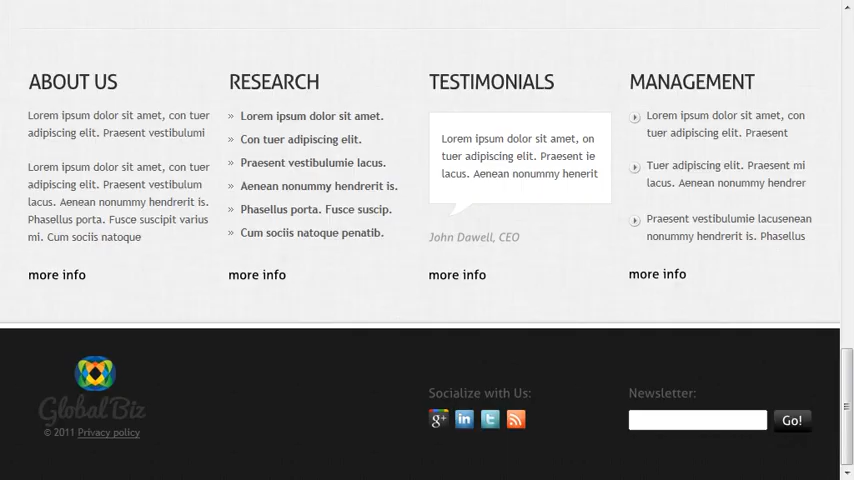 ABOUT US
Lorem ipsum dolor sit amet, con tuer
adipiscing elit. Praesent vestibulumi
Lorem ipsum dolor sit amet, con tuer
adipiscing elit. Praesent vestibulum
lacus. Aenean nonummy hendrerit is.
Phasellus porta. Fusce suscipit varius
mi. Cum sociis natoque
more info
RESEARCH
» Lorem ipsum dolor sit amet.
» Con tuer adipiscing elit.
» Praesent vestibulumie lacus.
» Aenean nonummy hendrerit is.
» Phasellus porta. Fusce suscip.
» Cum sociis natoque penatib.
more info
TESTIMONIALS
Lorem ipsum dolor sit amet, on
tuer adipiscing elit. Praesent ie
lacus. Aenean nonummy henerit
John Dawell, CEO
more info
MANAGEMENT
Lorem ipsum dolor sit amet, con
tuer adipiscing elit. Praesent
Tuer adipiscing elit. Praesent mi
lacus. Aenean nonummy hendrer
Praesent vestibulumie lacusenean
nonummy hendrerit is. Phasellus
more info
Global Biz
© 2011 Privacy policy
Socialize with Us:
g+ in t
Newsletter:
Go!